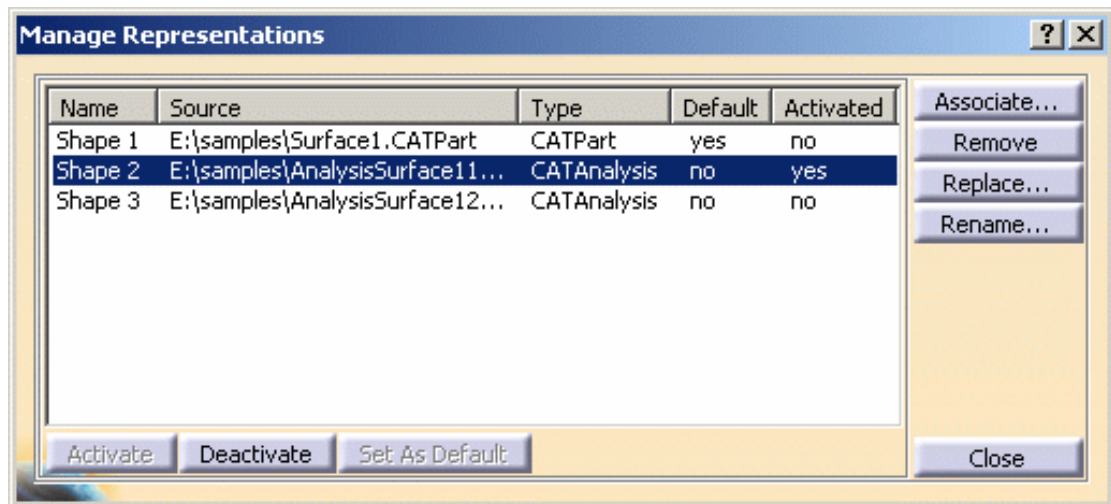 Manage Representations
Name Source Type Default Activated
Shape 1 E:\samples\Surface1.CATPart CATPart yes no
Shape 2 E:\samples\AnalysisSurface11... CATAnalysis no yes
Shape 3 E:\samples\AnalysisSurface12... CATAnalysis no no
Associate...
Remove
Replace...
Rename...
Activate Deactivate Set As Default Close